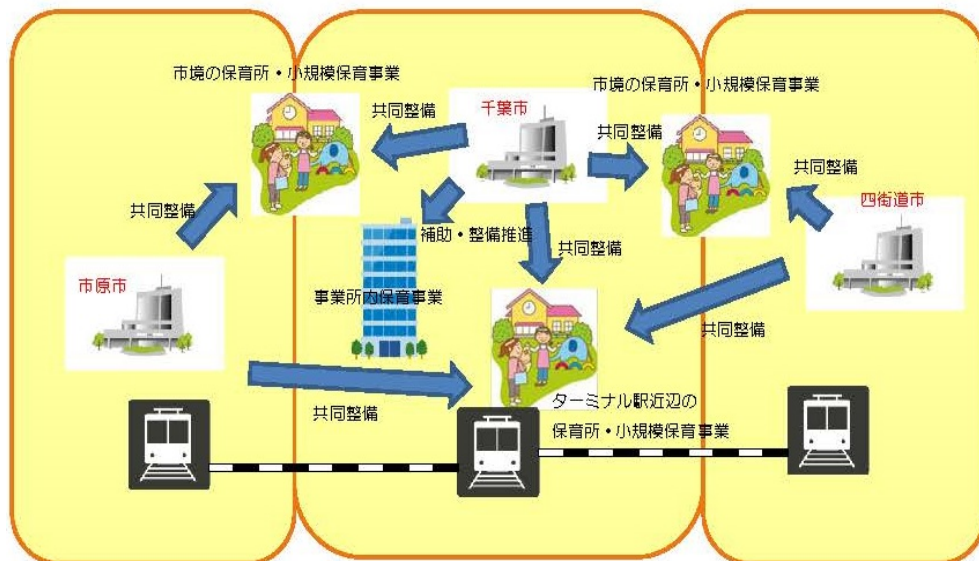 市境の保育所・小規模保育事業
市境の保育所・小規模保育事業
千葉市
共同整備
共同整備
共同整備
四街道市
共同整備
補助・整備推進
共同整備
市原市
事業所内保育事業
共同整備
共同整備
ターミナル駅近辺の
保育所・小規模保育事業